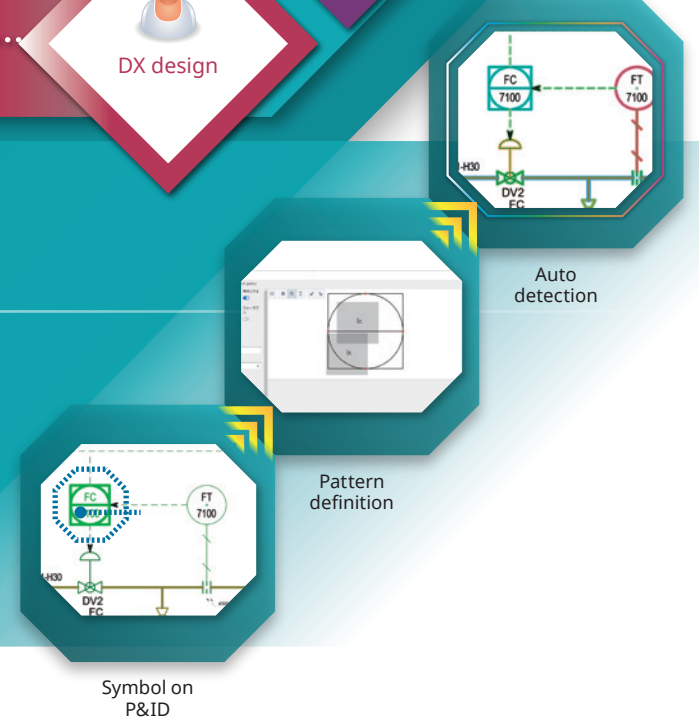 DX design
FC
7100
FT
7100
-H30
DV2
FC
Auto
detection
Pattern
definition
FC
FT
7100
-H30
DV2
FC
Symbol on
P&ID